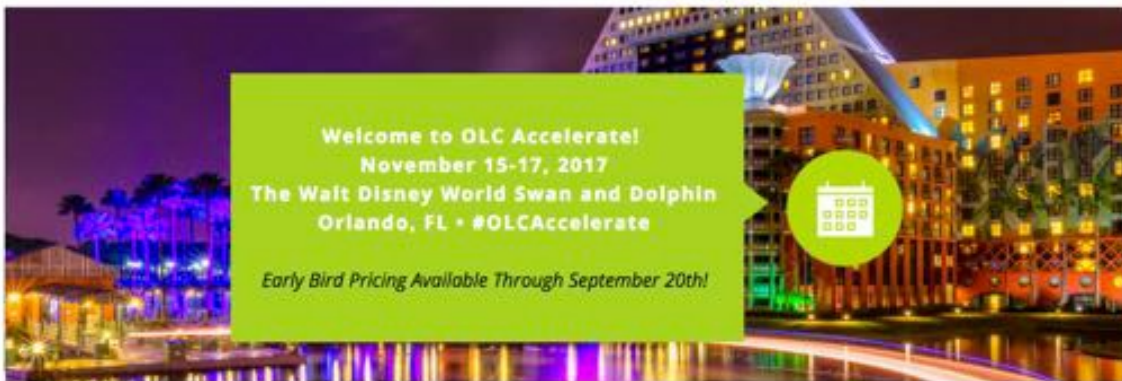 Welcome to OLC Accelerate!
November 15-17, 2017
The Walt Disney World Swan and Dolphin
Orlando, FL • #OLCAccelerate
Early Bird Pricing Available Through September 20th!